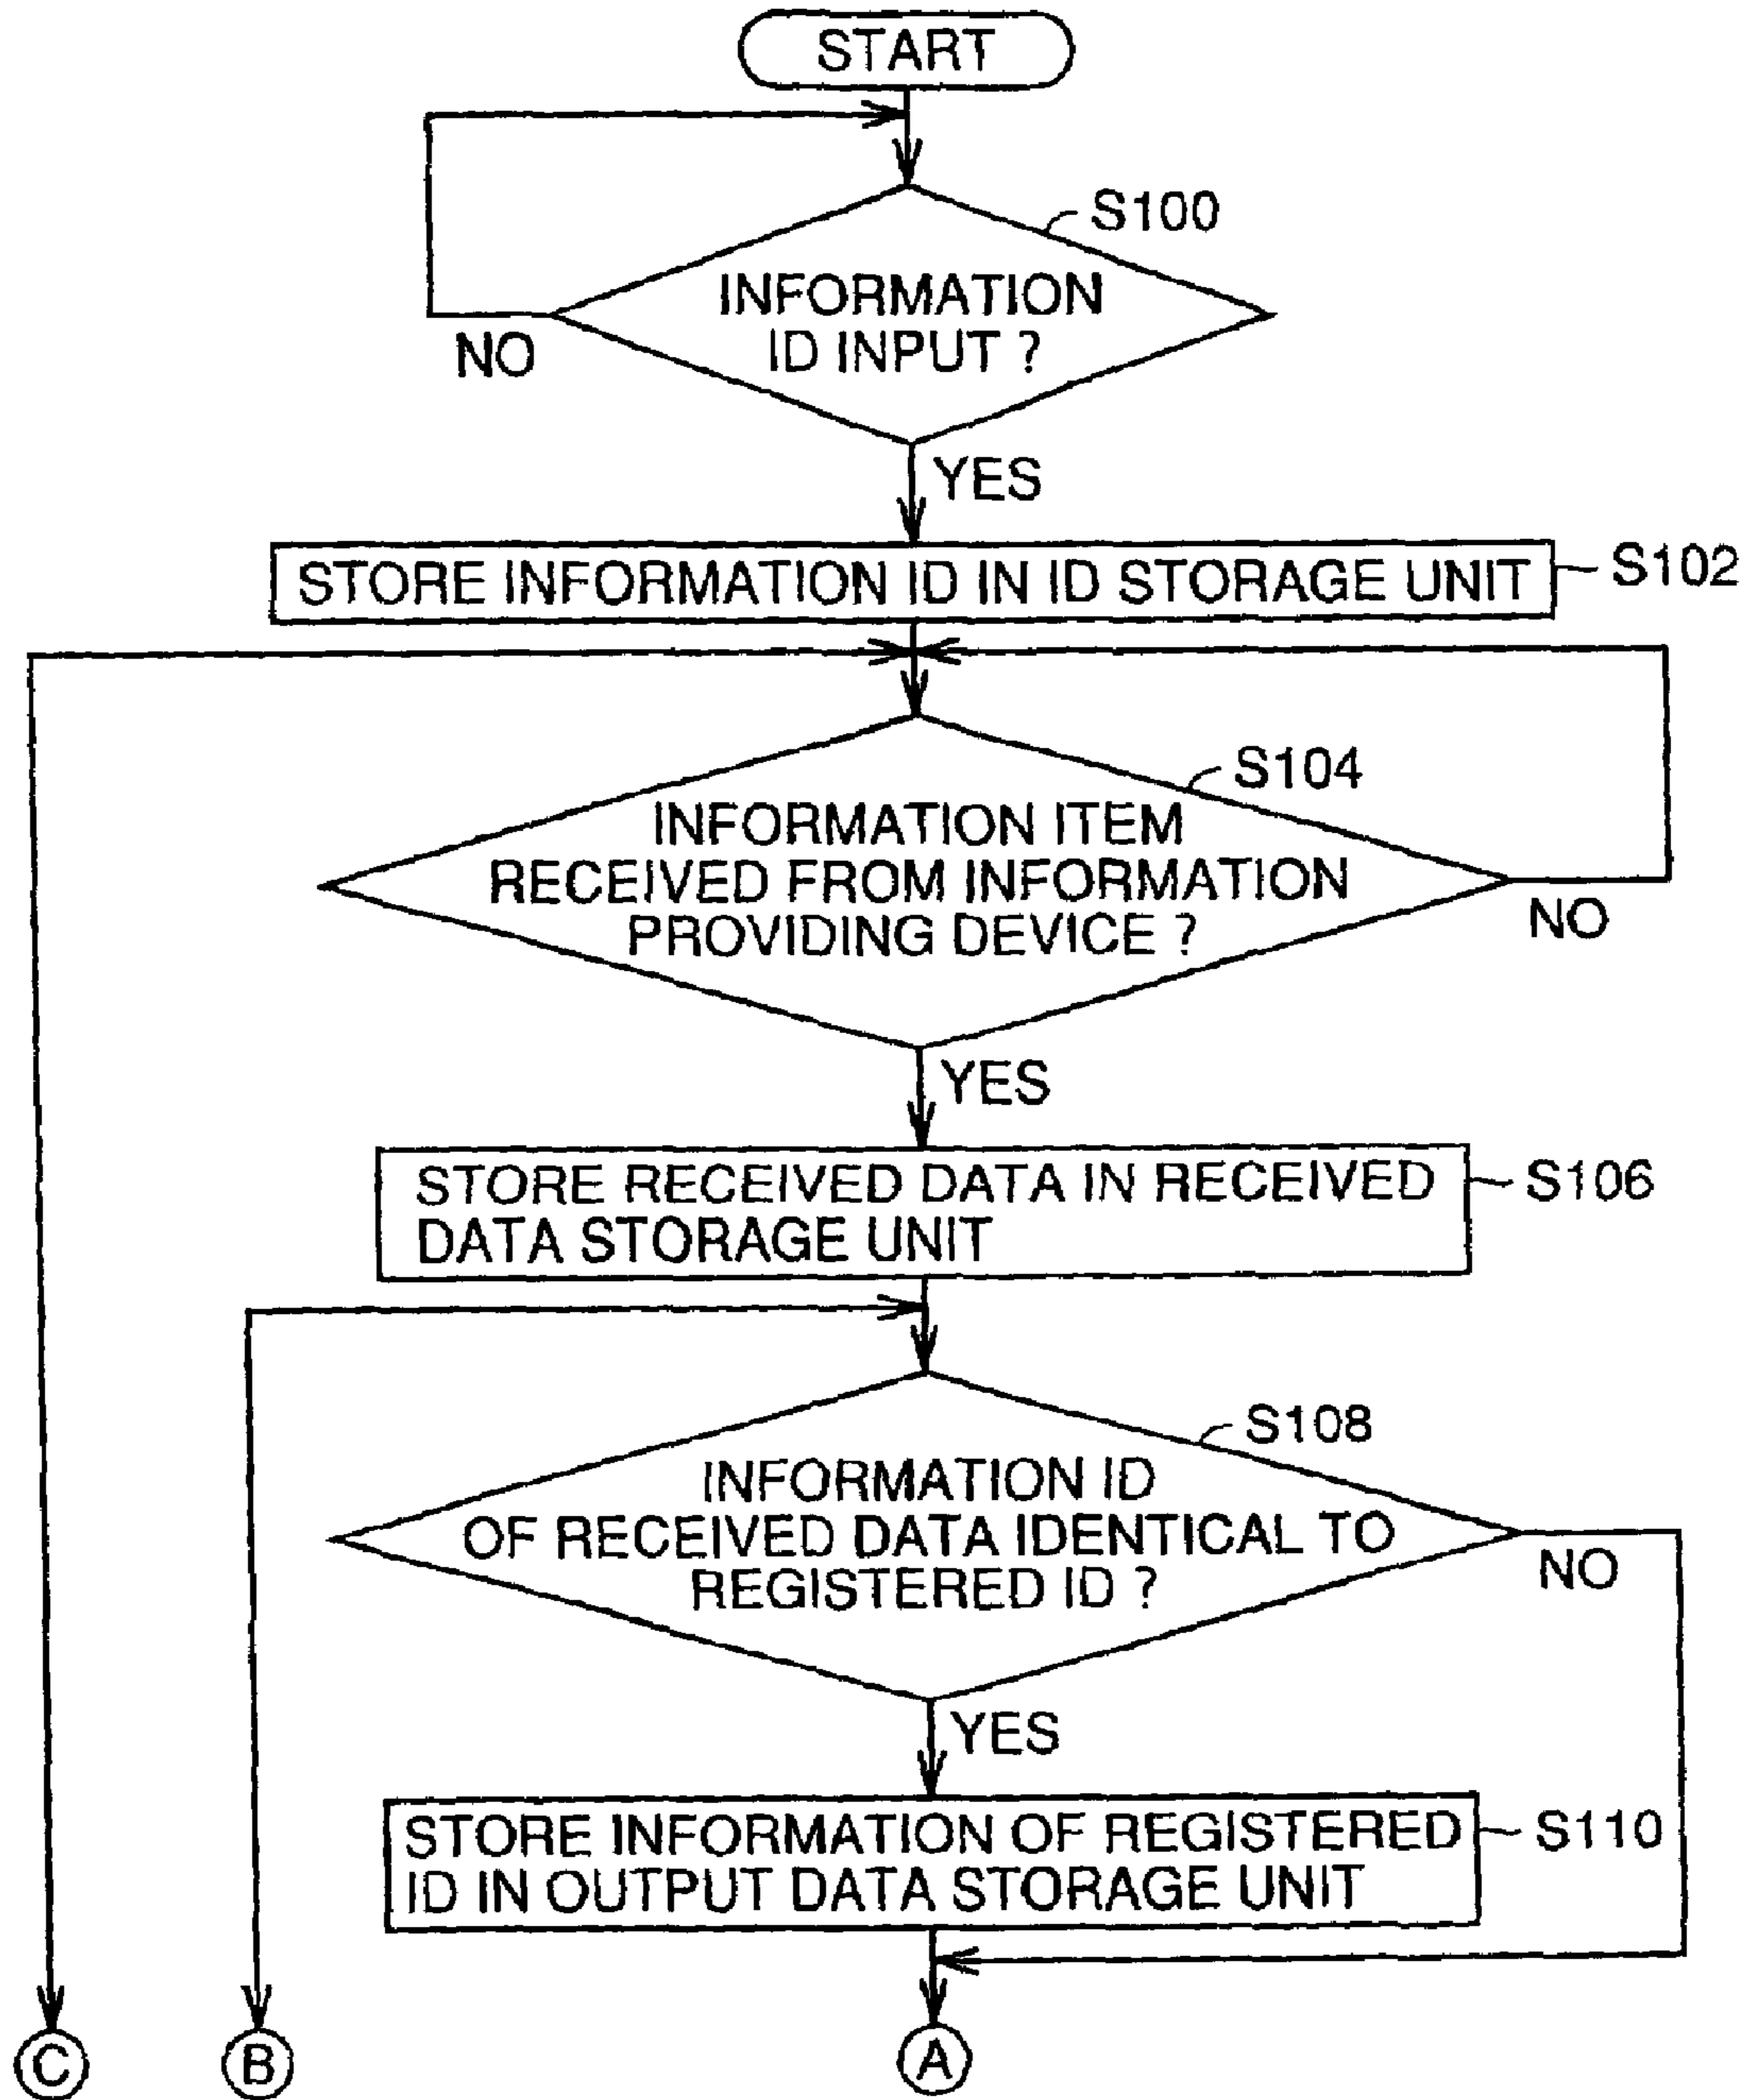 START
S100
INFORMATION
ID INPUT ?
NO
YES
STORE INFORMATION ID IN ID STORAGE UNIT
S102
S104
INFORMATION ITEM
RECEIVED FROM INFORMATION
PROVIDING DEVICE ?
NO
YES
STORE RECEIVED DATA IN RECEIVED
DATA STORAGE UNIT
S106
S108
INFORMATION ID
OF RECEIVED DATA IDENTICAL TO
REGISTERED ID ?
NO
YES
STORE INFORMATION OF REGISTERED
ID IN OUTPUT DATA STORAGE UNIT
S110
C
B
A